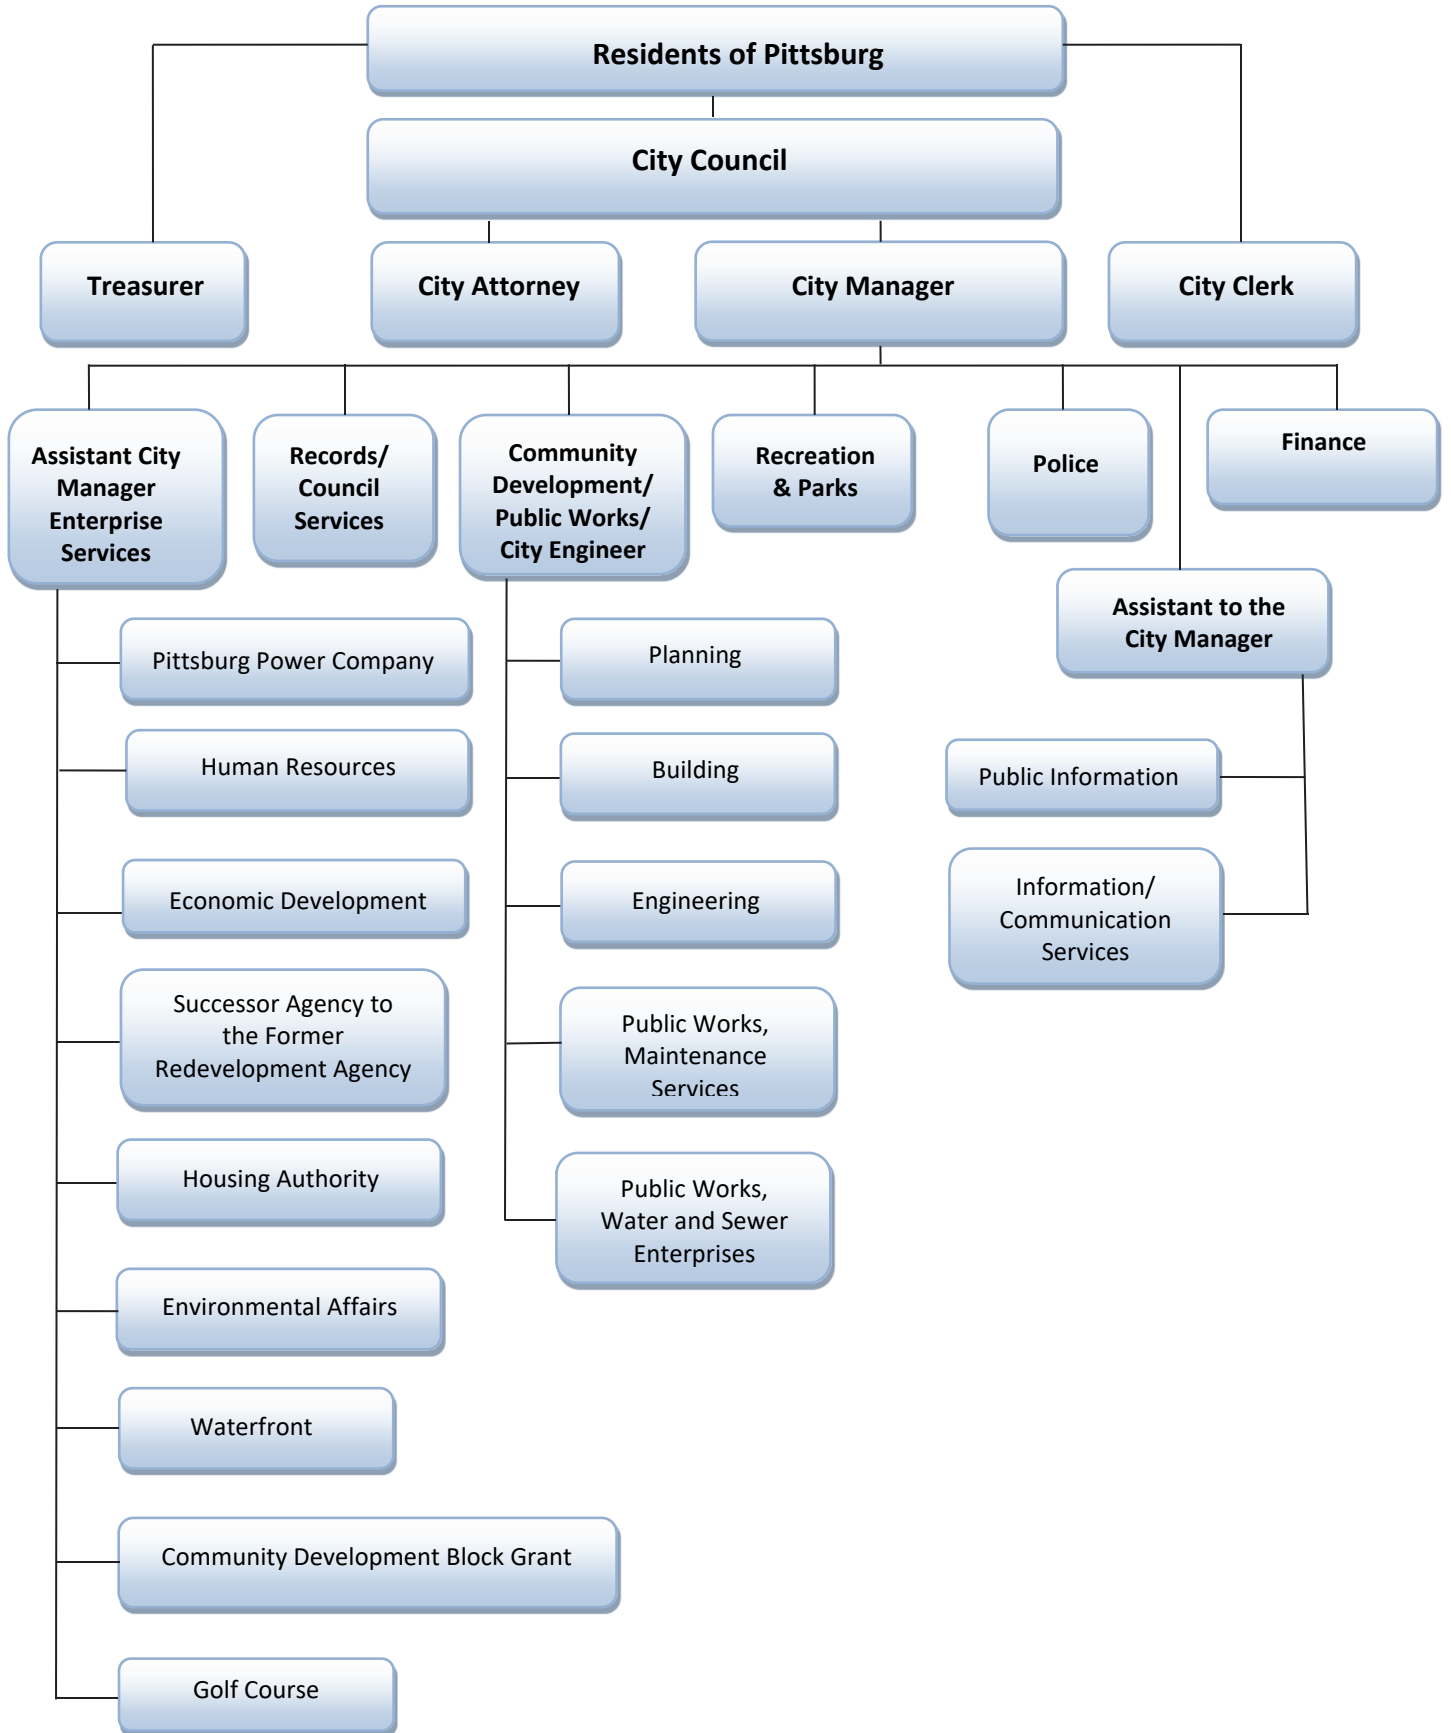 Residents of Pittsburg
City Council
Treasurer
City Attorney
City Manager
City Clerk
Assistant City
Manager
Enterprise
Services
Records/
Council
Services
Community
Development/
Public Works/
City Engineer
Recreation
& Parks
Police
Finance
Assistant to the
City Manager
Pittsburg Power Company
Human Resources
Economic Development
Successor Agency to
the Former
Redevelopment Agency
Housing Authority
Environmental Affairs
Waterfront
Community Development Block Grant
Golf Course
Planning
Building
Engineering
Public Works,
Maintenance
Services
Public Works,
Water and Sewer
Enterprises
Public Information
Information/
Communication
Services